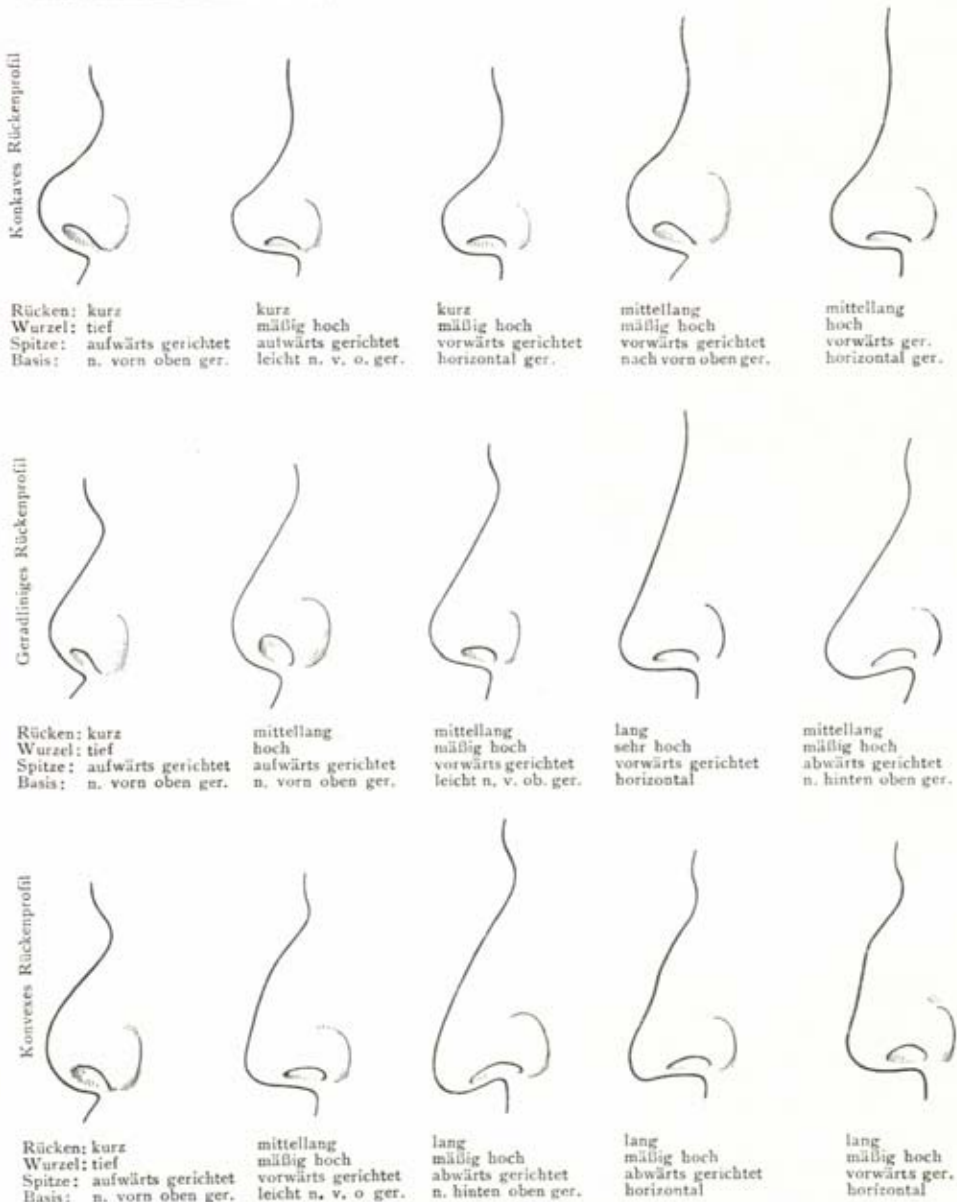 Konkaves Rückenprofil
Rücken: kurz kurz kurz mittellang mittellang
Wurzel: tief mäßig hoch mäßig hoch mäßig hoch hoch
Spitze: aufwärts gerichtet aufwärts gerichtet vorwärts gerichtet vorwärts gerichtet vorwärts ger.
Basis: n. vorn oben ger. leicht n. v. o. ger. horizontal ger. nach vorn oben ger. horizontal ger.
Geradliniges Rückenprofil
Rücken: kurz mittellang mittellang lang mittellang
Wurzel: tief hoch mäßig hoch sehr hoch mäßig hoch
Spitze: aufwärts gerichtet aufwärts gerichtet vorwärts gerichtet vorwärts gerichtet abwärts gerichtet
Basis: n. vorn oben ger. n. vorn oben ger. leicht n. v. ob. ger. horizontal n. hinten oben ger.
Konvexes Rückenprofil
Rücken: kurz mittellang lang lang lang
Wurzel: tief mäßig hoch mäßig hoch mäßig hoch mäßig hoch
Spitze: aufwärts gerichtet vorwärts gerichtet abwärts gerichtet abwärts gerichtet vorwärts ger.
Basis: n. vorn oben ger. leicht n. v. o ger. n. hinten oben ger. horizontal horizontal